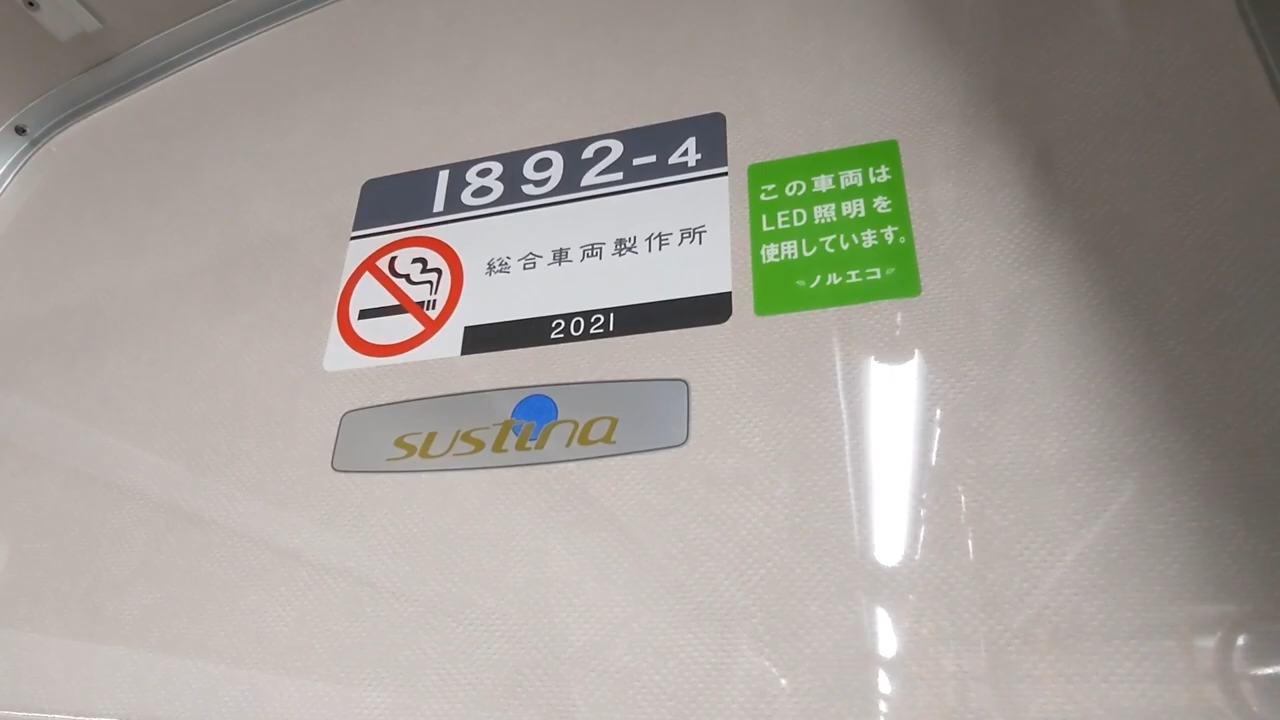 1892-4
総合車両製作所
2021
この車両は
LED照明を
使用しています。
ノルエコ
sustina